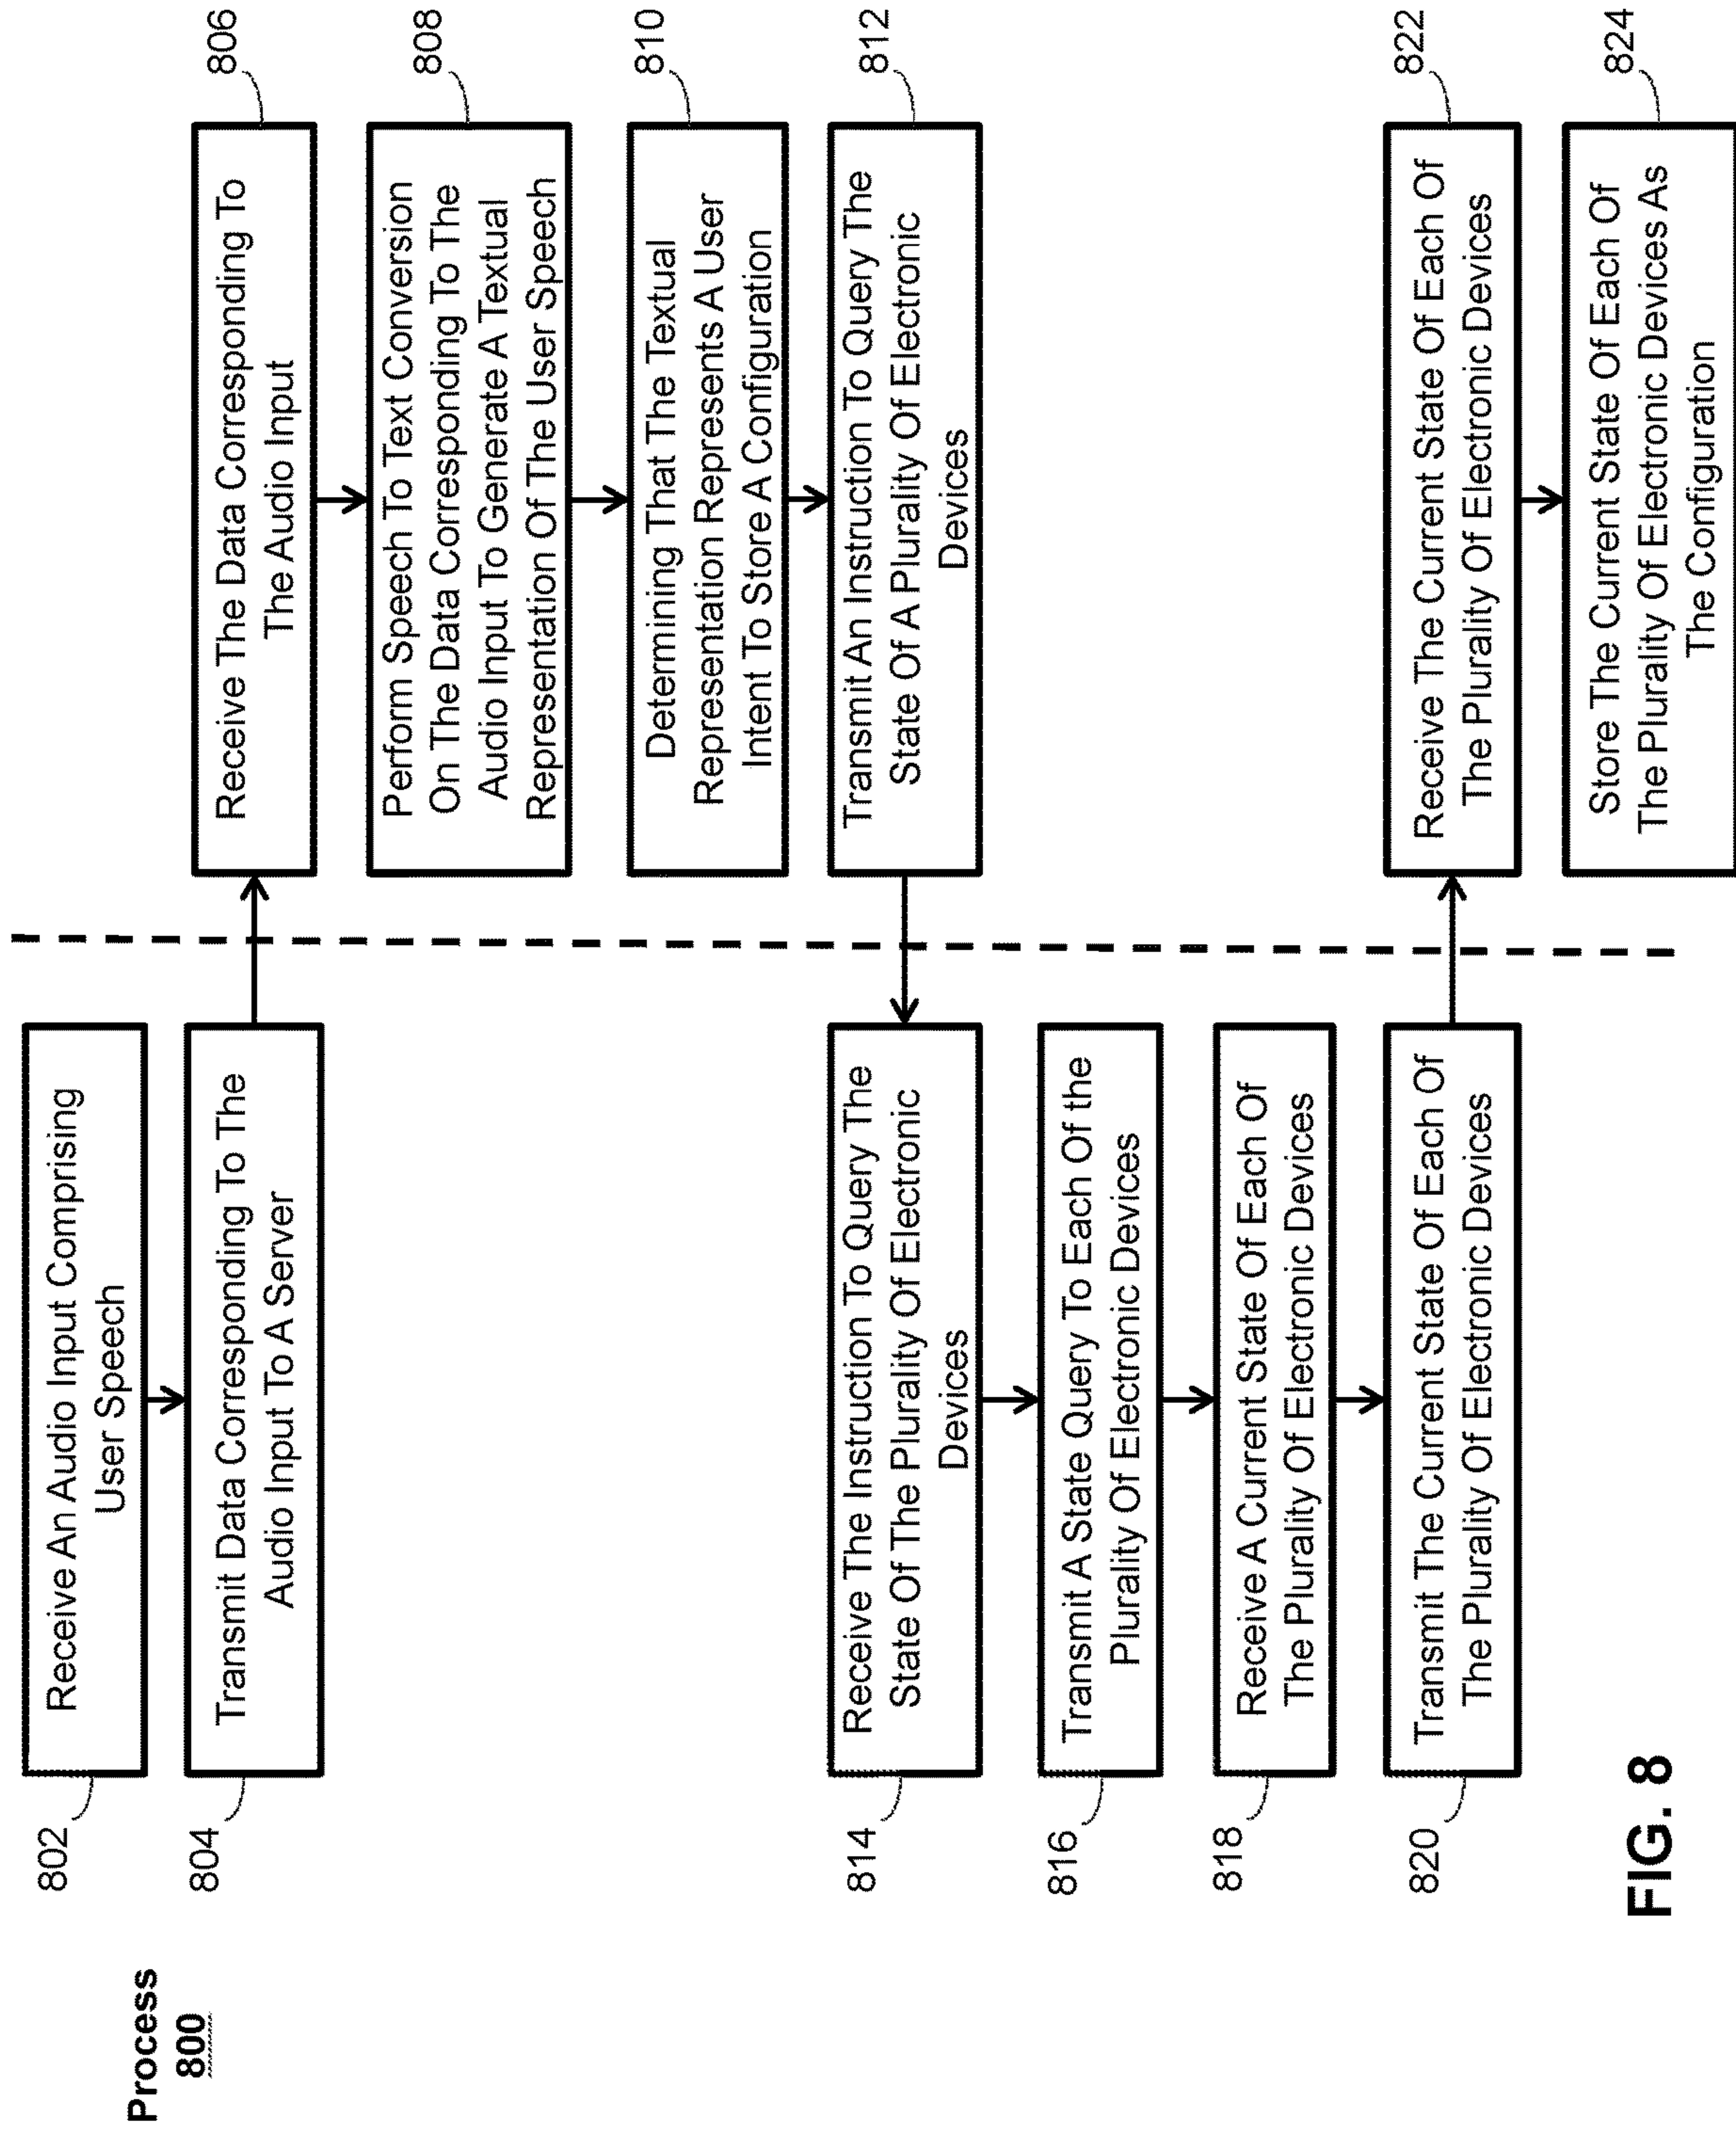 Process
800
802
Receive An Audio Input Comprising
User Speech
804
Transmit Data Corresponding To The
Audio Input To A Server
806
Receive The Data Corresponding To
The Audio Input
808
Perform Speech To Text Conversion
On The Data Corresponding To The
Audio Input To Generate A Textual
Representation Of The User Speech
810
Determining That The Textual
Representation Represents A User
Intent To Store A Configuration
812
Transmit An Instruction To Query The
State Of A Plurality Of Electronic
Devices
814
Receive The Instruction To Query The
State Of The Plurality Of Electronic
Devices
816
Transmit A State Query To Each Of the
Plurality Of Electronic Devices
818
Receive A Current State Of Each Of
The Plurality Of Electronic Devices
820
Transmit The Current State Of Each Of
The Plurality Of Electronic Devices
822
Receive The Current State Of Each Of
The Plurality Of Electronic Devices
824
Store The Current State Of Each Of
The Plurality Of Electronic Devices As
The Configuration
FIG. 8